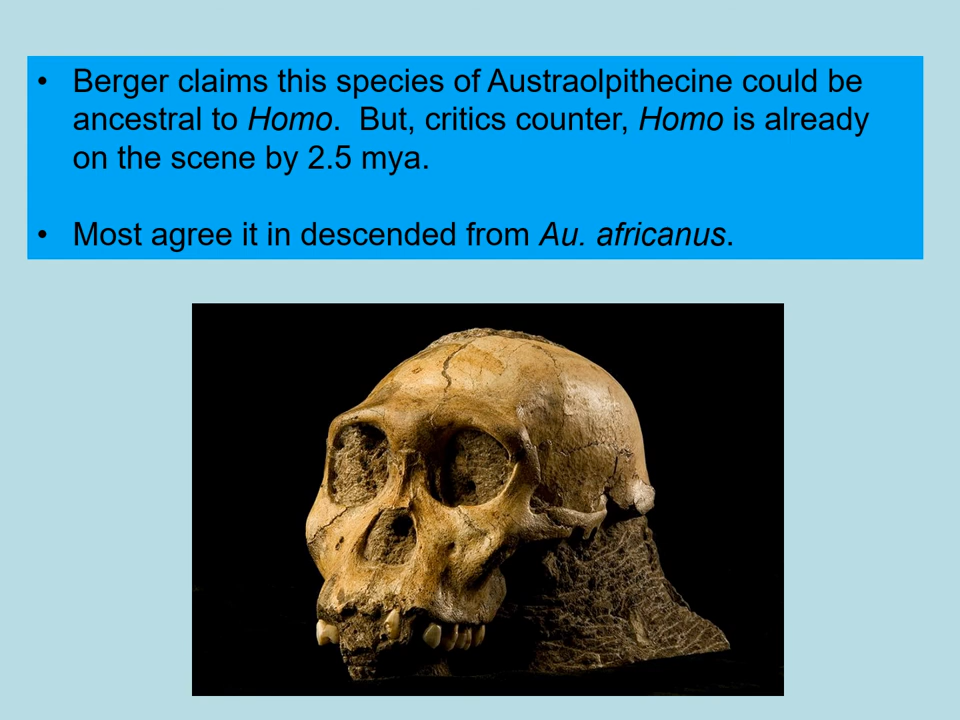 • Berger claims this species of Austraolpithecine could be
ancestral to Homo.  But, critics counter, Homo is already
on the scene by 2.5 mya.
• Most agree it in descended from Au. africanus.